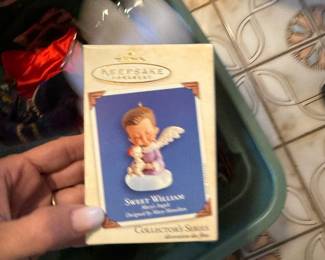 KEEPSAKE
ORNAMENT
SWEET WILLIAM
Mary's Angels
Designed by Mary Hamilton
COLLECTOR'S SERIES